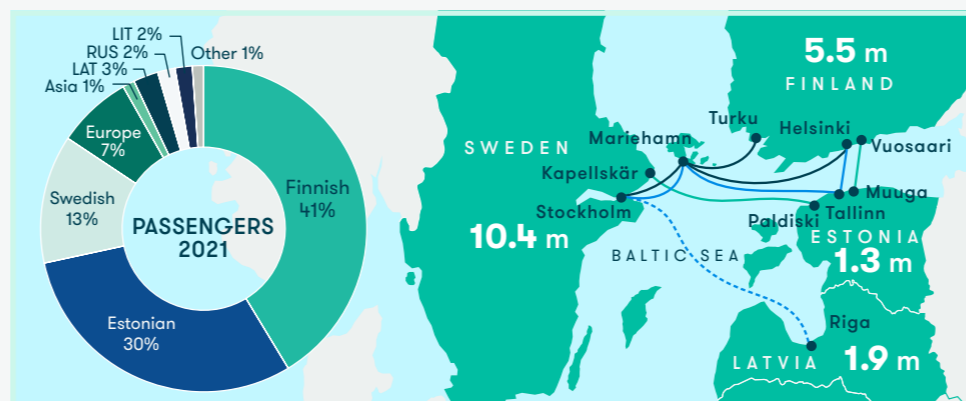 LIT 2%
RUS 2%
Other 1%
LAT 3%
Asia 1%
Europe
7%
Finnish
41%
Swedish
13%
PASSENGERS
2021
Estonian
30%
5.5 m
FINLAND
Turku
Mariehamn
Helsinki
Vuosaari
SWEDEN
Kapellskär
Muuga
Stockholm
Paldiski
Tallinn
10.4 m
ESTONIA
BALTIC SEA
1.3 m
Riga
LATVIA
1.9 m